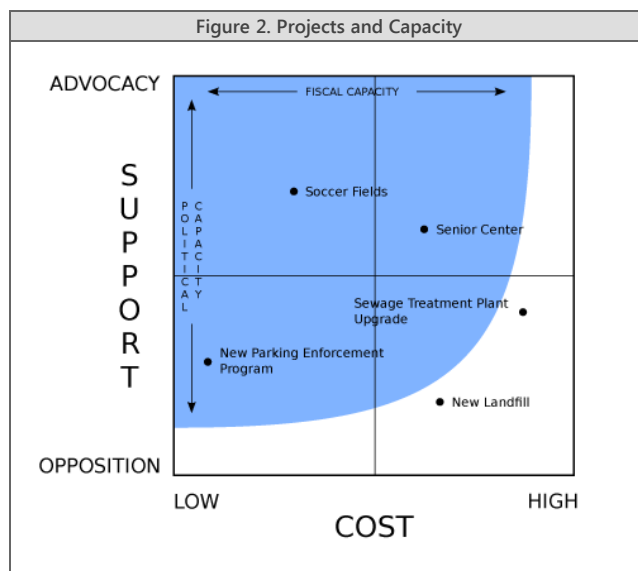 Figure 2. Projects and Capacity
ADVOCACY
FISCAL CAPACITY
SUPPORT
POLITICAL
CAPACITY
Soccer Fields
Senior Center
Sewage Treatment Plant
Upgrade
New Parking Enforcement
Program
New Landfill
OPPOSITION
LOW
HIGH
COST